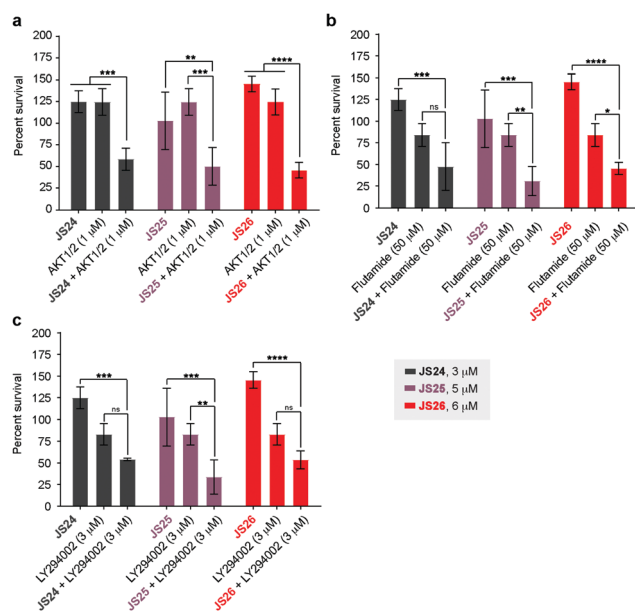 a
Percent survival
200
175
150
125
100
75
50
25
0
***
**
***
****
JS24
AKT1/2 (1 μM)
JS24 + AKT1/2 (1 μM)
JS25
AKT1/2 (1 μM)
JS25 + AKT1/2 (1 μM)
JS26
AKT1/2 (1 μM)
JS26 + AKT1/2 (1 μM)
b
Percent survival
200
175
150
125
100
75
50
25
0
***
ns
***
**
****
*
JS24
Flutamide (50 μM)
JS24 + Flutamide (50 μM)
JS25
Flutamide (50 μM)
JS25 + Flutamide (50 μM)
JS26
Flutamide (50 μM)
JS26 + Flutamide (50 μM)
c
Percent survival
200
175
150
125
100
75
50
25
0
***
ns
***
**
****
ns
JS24
LY294002 (3 μM)
JS24 + LY294002 (3 μM)
JS25
LY294002 (3 μM)
JS25 + LY294002 (3 μM)
JS26
LY294002 (3 μM)
JS26 + LY294002 (3 μM)
JS24, 3 μM
JS25, 5 μM
JS26, 6 μM